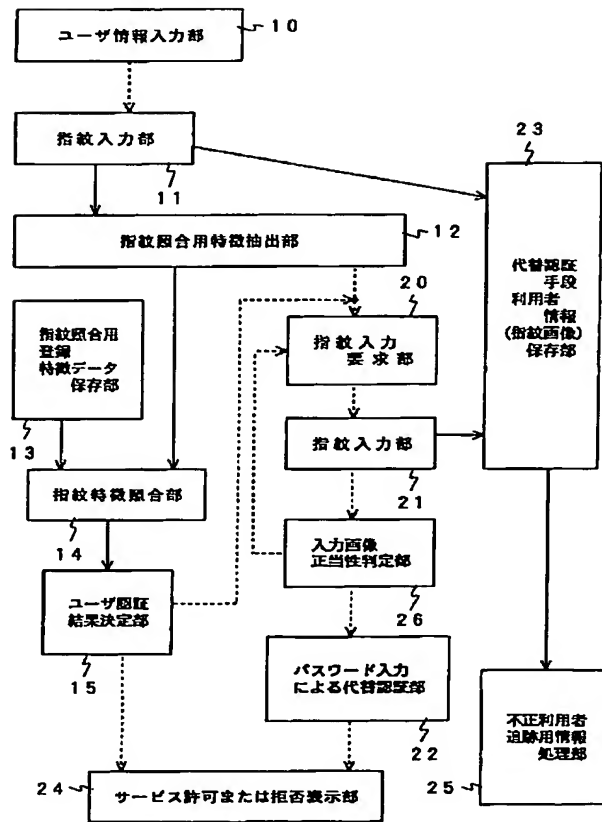 ユーザ情報入力部
10
指紋入力部
11
23
指紋照合用特徴抽出部
12
代替認証
手段
利用者
情報
(指紋画像)
保存部
20
指紋照合用
登録
特徴データ
保存部
13
指紋入力
要求部
指紋入力部
21
指紋特徴照合部
14
入力画像
正当性判定部
26
ユーザ認証
結果決定部
15
パスワード入力
による代替認証部
22
不正利用者
追跡用情報
処理部
25
24
サービス許可または拒否表示部